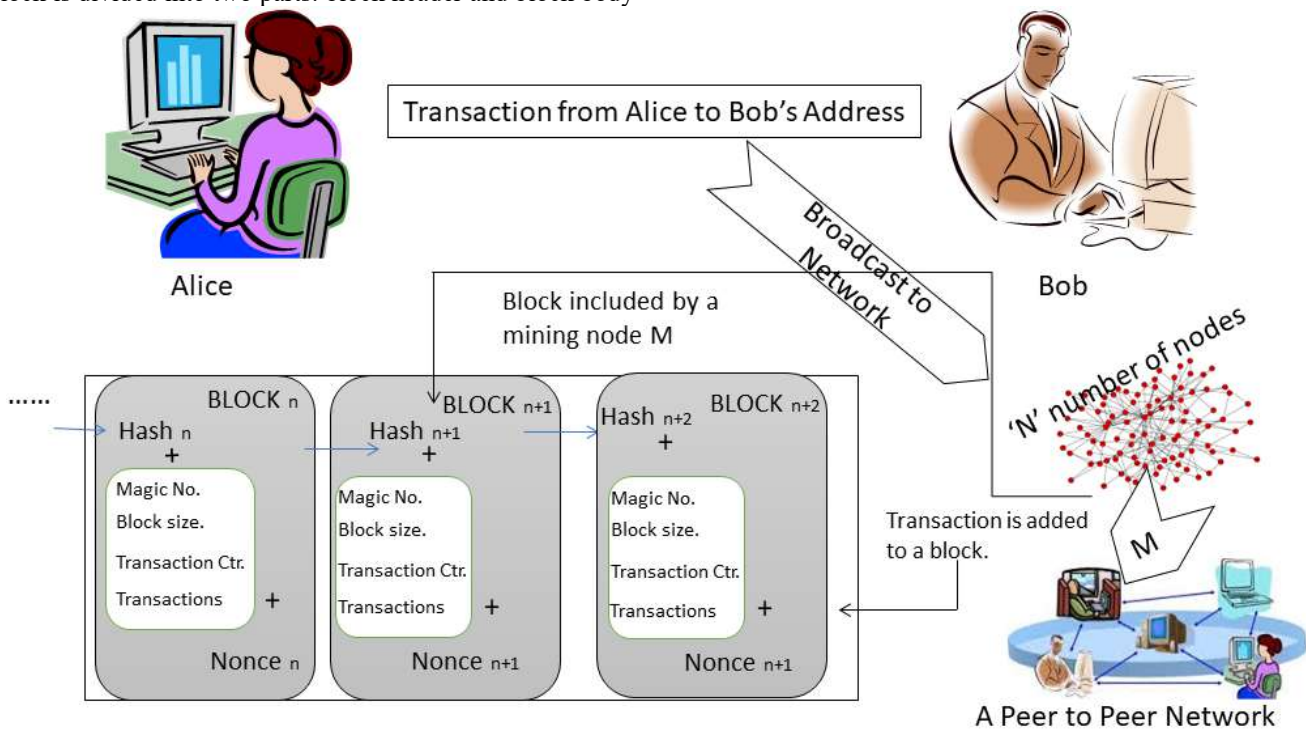 Transaction from Alice to Bob's Address
Broadcast to
Network
Alice
Bob
Block included by a
mining node M
'N' number of nodes
......
BLOCK n
Hash n
+
Magic No.
Block size.
Transaction Ctr.
Transactions
+
Nonce n
BLOCK n+1
Hash n+1
+
Magic No.
Block size.
Transaction Ctr.
Transactions
+
Nonce n+1
BLOCK n+2
Hash n+2
+
Magic No.
Block size.
Transaction Ctr.
Transactions
+
Nonce n+1
Transaction is added
to a block.
M
A Peer to Peer Network